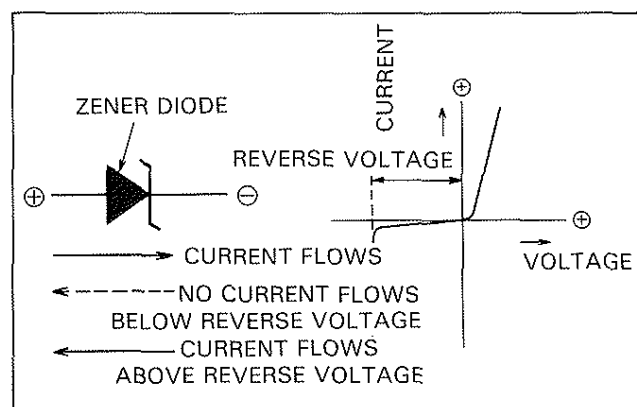 ZENER DIODE
⊕
⊖
CURRENT FLOWS
NO CURRENT FLOWS
BELOW REVERSE VOLTAGE
CURRENT FLOWS
ABOVE REVERSE VOLTAGE
CURRENT
⊕
REVERSE VOLTAGE
⊕
VOLTAGE